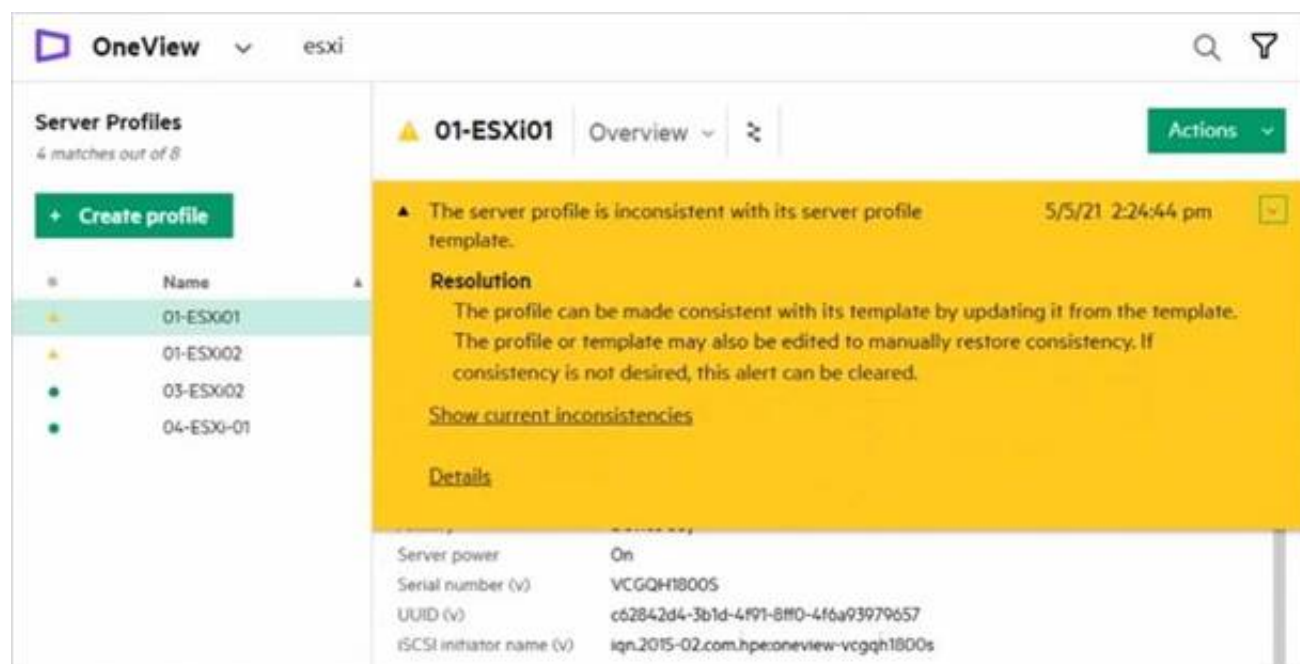 OneView esxi
Server Profiles
4 matches out of 8
+ Create profile
Name
01-ESXi01
01-ESXi02
03-ESXi02
04-ESXi-01
01-ESXi01 Overview
Actions
The server profile is inconsistent with its server profile 5/5/21 2:24:44 pm
template.
Resolution
The profile can be made consistent with its template by updating it from the template.
The profile or template may also be edited to manually restore consistency. If
consistency is not desired, this alert can be cleared.
Show current inconsistencies
Details
Server power On
Serial number (v) VCGQH1800S
UUID (v) c62842d4-3b1d-4f91-8ff0-4f6a93979657
iSCSI initiator name (v) iqn.2015-02.com.hpe:oneview-vcgqh1800s